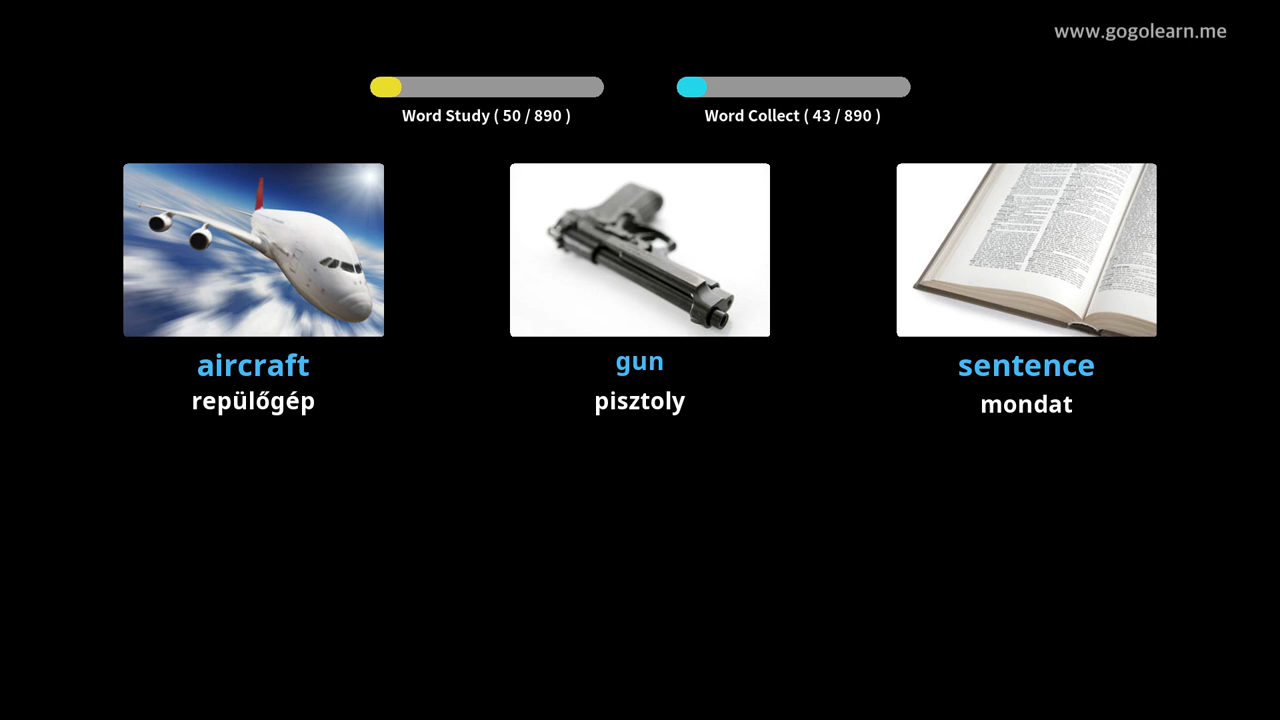 www.gogolearn.me
Word Study ( 50 / 890 )
Word Collect ( 43 / 890 )
aircraft
repülőgép
gun
pisztoly
sentence
mondat